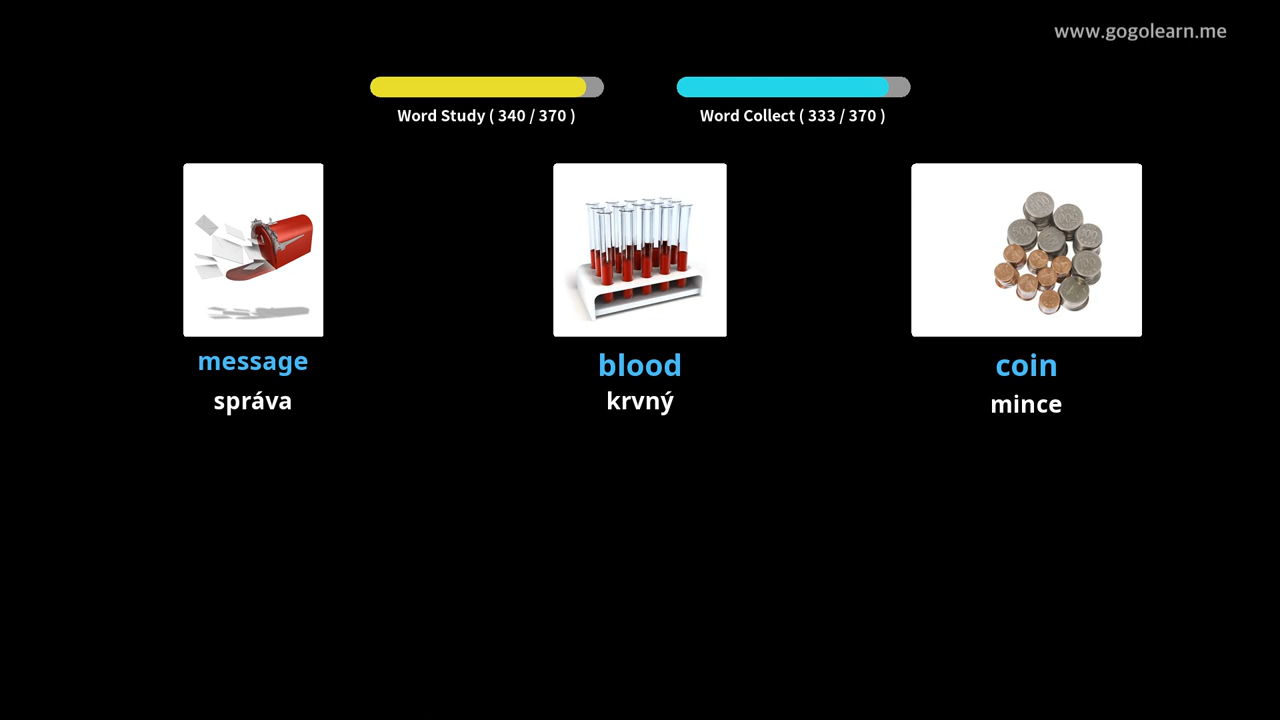 www.gogolearn.me
Word Study ( 340 / 370 )
Word Collect ( 333 / 370 )
message
blood
coin
správa
krvný
mince